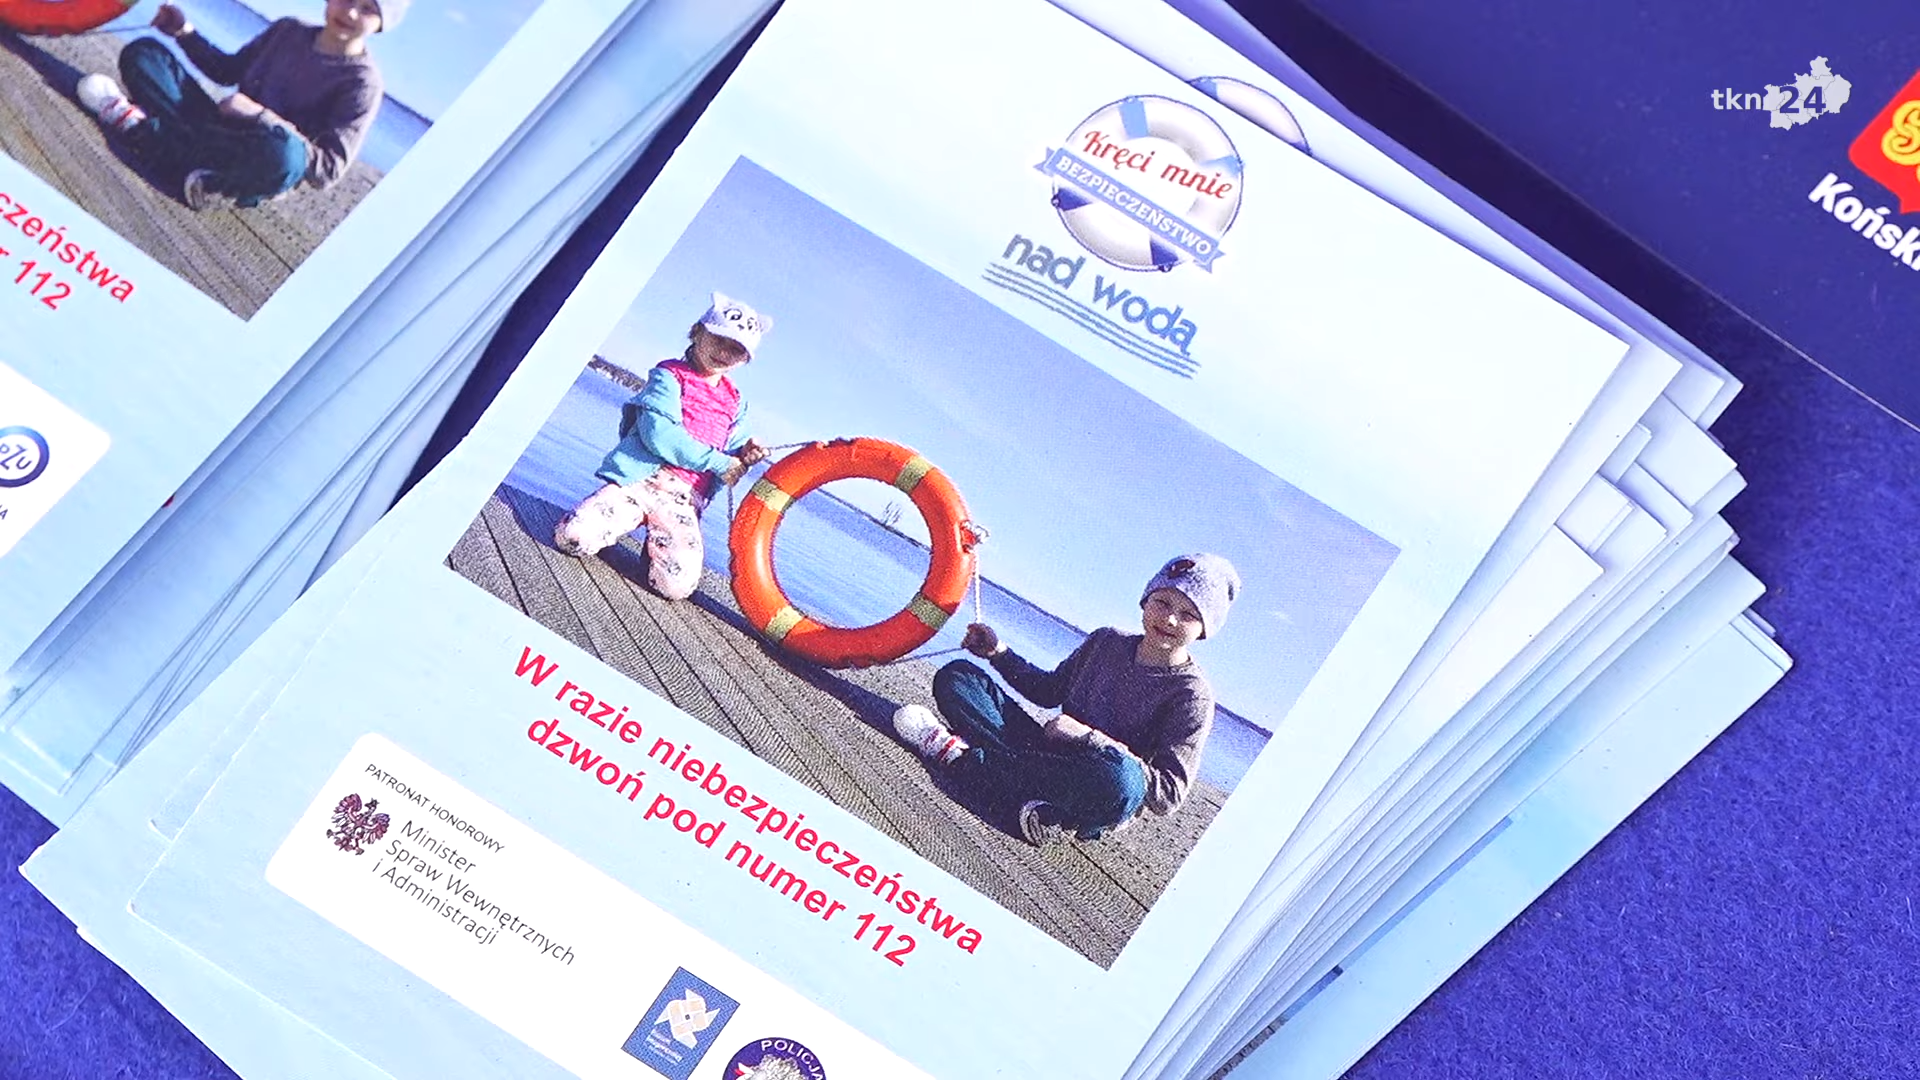 tkn24
Końsk
Kręci mnie
BEZPIECZEŃSTWO
nad wodą
W razie niebezpieczeństwa
dzwoń pod numer 112
PATRONAT HONOROWY
Minister
Spraw Wewnętrznych
i Administracji
POLICJA
czeństwa
r 112
PZU